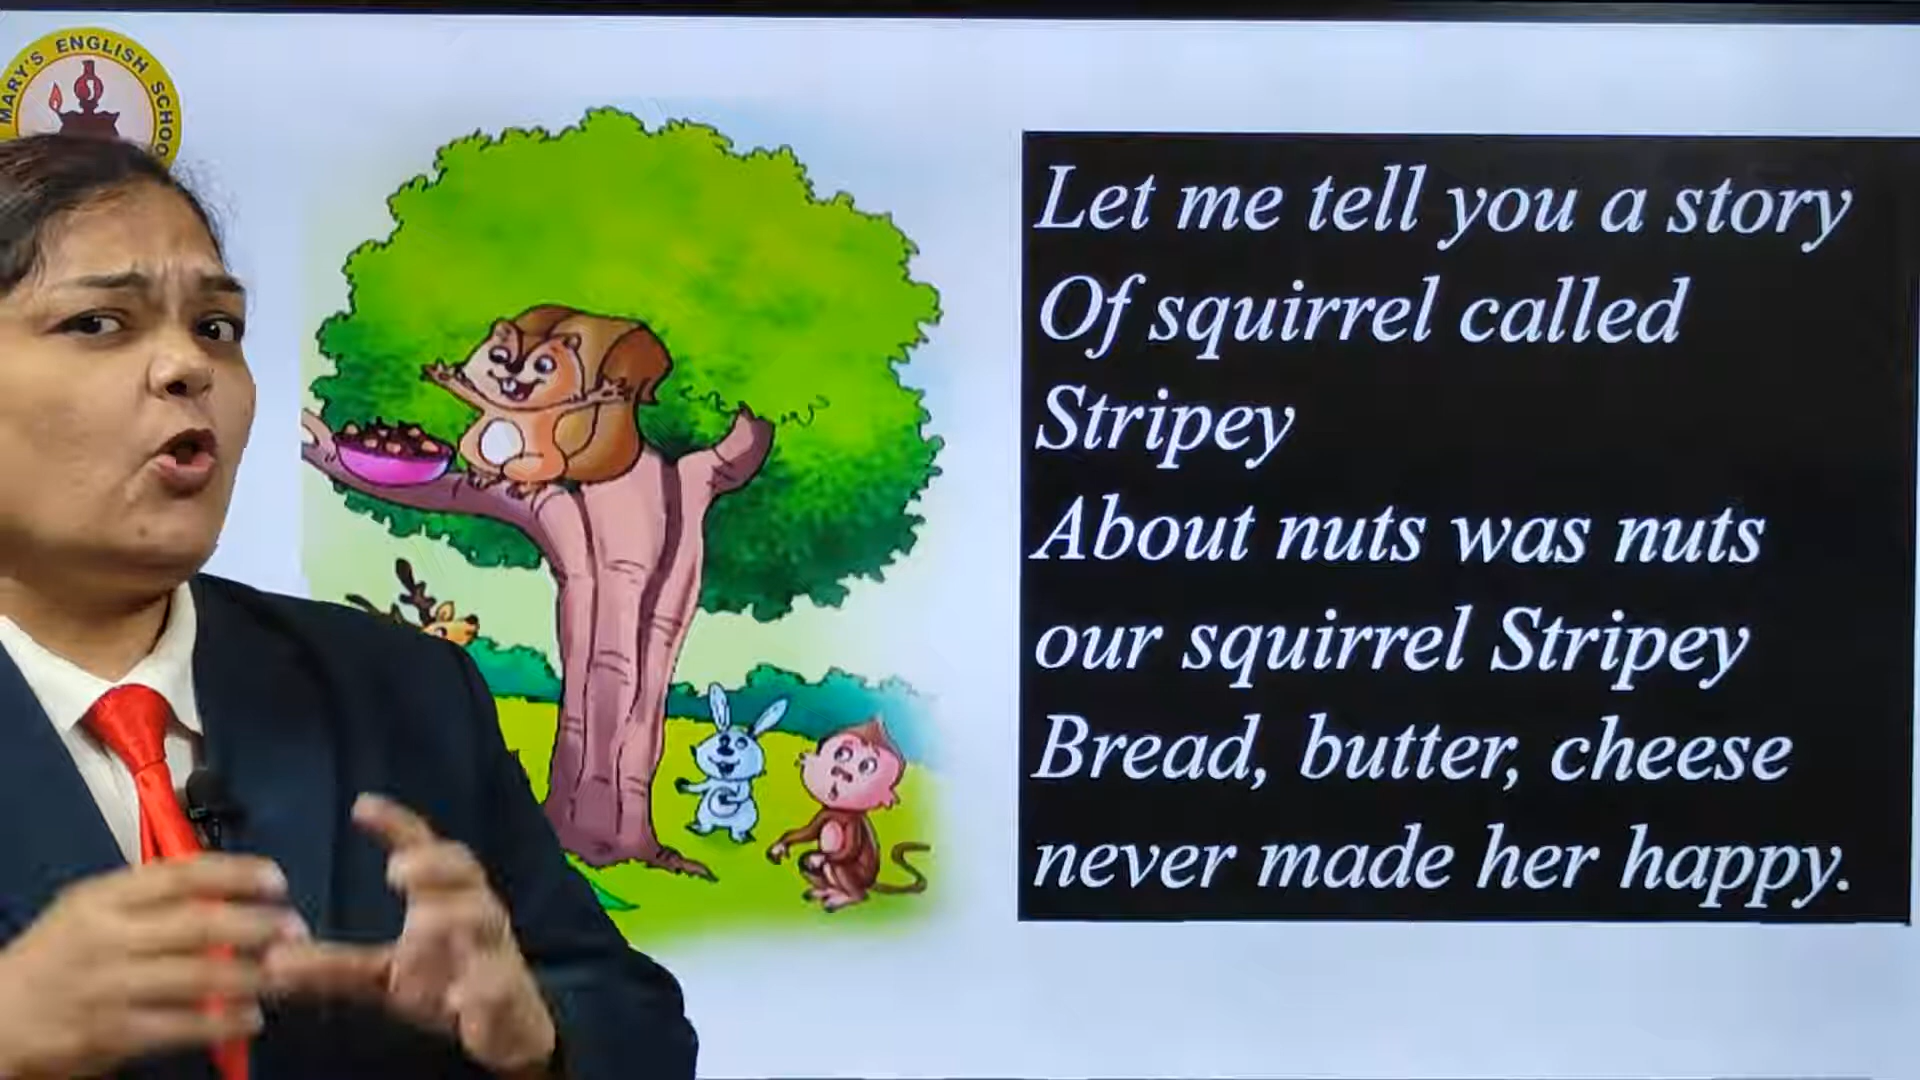 MARY'S ENGLISH SCHOO
Let me tell you a story
Of squirrel called
Stripey
About nuts was nuts
our squirrel Stripey
Bread, butter, cheese
never made her happy.